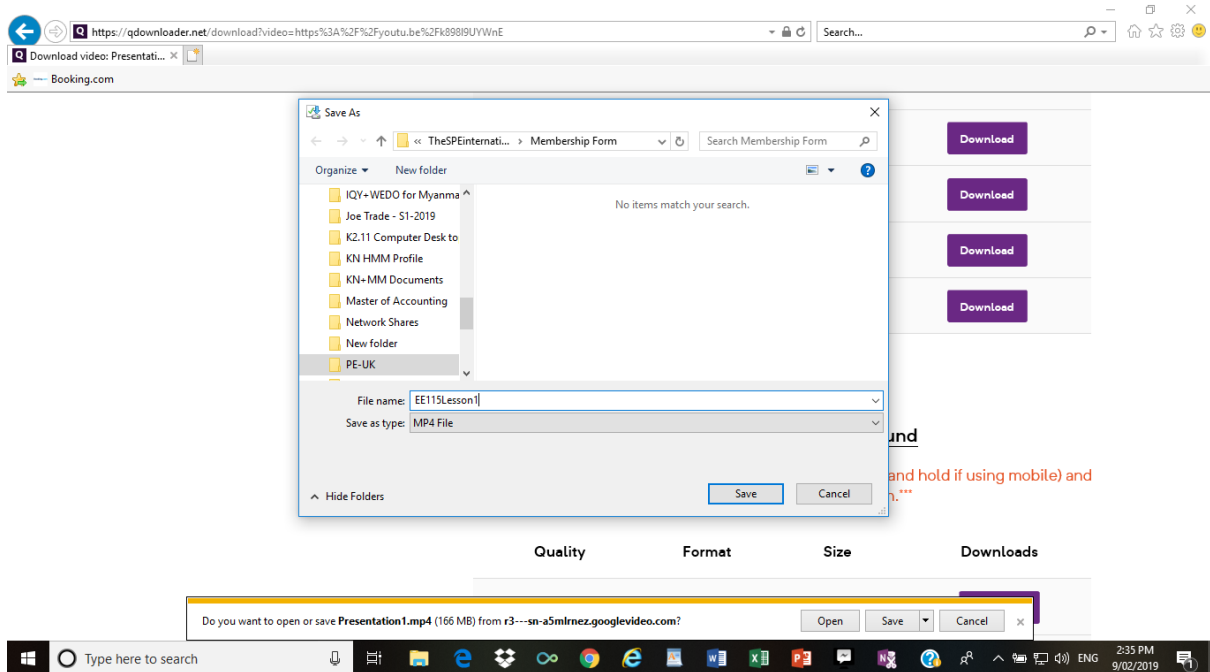 https://qdownloader.net/download?video=https%3A%2F%2Fyoutu.be%2Fk898I9UYWnE
Search...
Download video: Presentati...
Booking.com
Save As
« TheSPEinternati... > Membership Form
Search Membership Form
Organize
New folder
IQY+WEDO for Myanma
Joe Trade - S1-2019
K2.11 Computer Desk to
KN HMM Profile
KN+MM Documents
Master of Accounting
Network Shares
New folder
PE-UK
No items match your search.
File name: EE115Lesson1
Save as type: MP4 File
Hide Folders
Save
Cancel
Download
Download
Download
Download
und
and hold if using mobile) and
n.***
Quality Format Size Downloads
Do you want to open or save Presentation1.mp4 (166 MB) from r3---sn-a5mlrnez.googlevideo.com?
Open
Save
Cancel
Type here to search
ENG
2:35 PM
9/02/2019